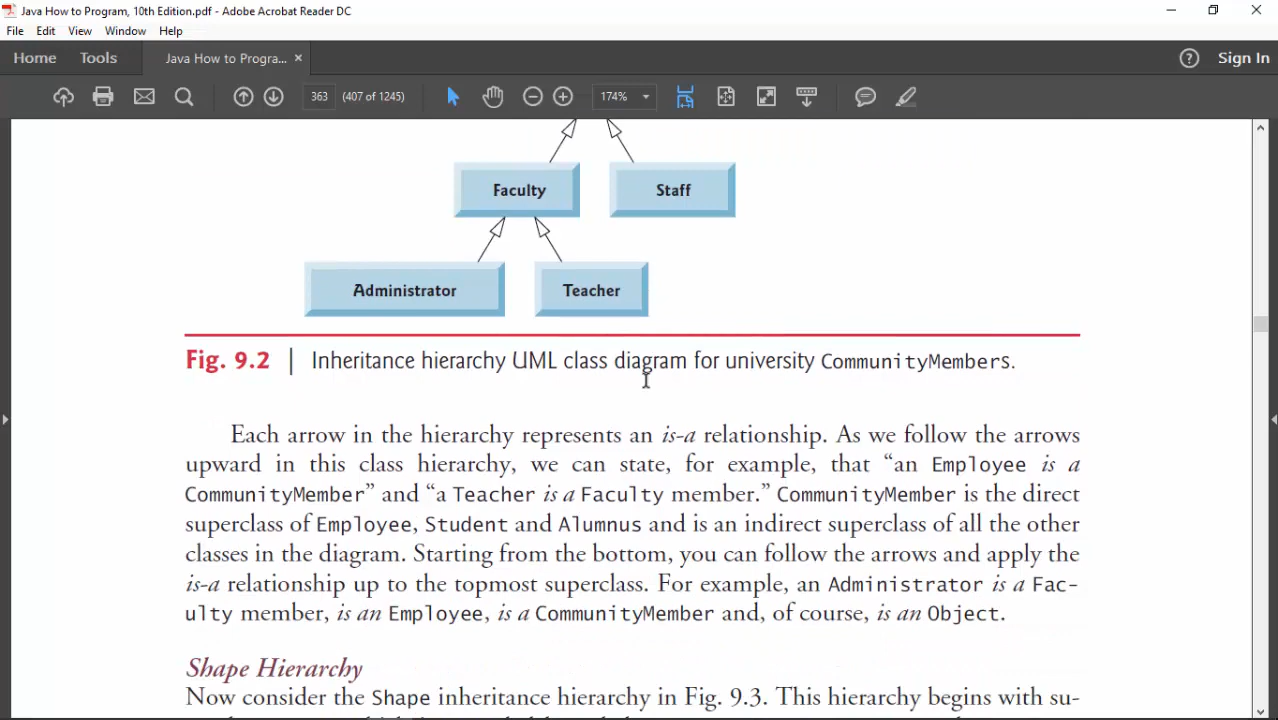 Java How to Program, 10th Edition.pdf - Adobe Acrobat Reader DC
File Edit View Window Help
Home Tools Java How to Progra... × Sign In
363 (407 of 1245) 174%
Faculty Staff
Administrator Teacher
Fig. 9.2 | Inheritance hierarchy UML class diagram for university CommunityMembers.
Each arrow in the hierarchy represents an is-a relationship. As we follow the arrows
upward in this class hierarchy, we can state, for example, that “an Employee is a
CommunityMember” and “a Teacher is a Faculty member.” CommunityMember is the direct
superclass of Employee, Student and Alumnus and is an indirect superclass of all the other
classes in the diagram. Starting from the bottom, you can follow the arrows and apply the
is-a relationship up to the topmost superclass. For example, an Administrator is a Fac-
ulty member, is an Employee, is a CommunityMember and, of course, is an Object.
Shape Hierarchy
Now consider the Shape inheritance hierarchy in Fig. 9.3. This hierarchy begins with su-